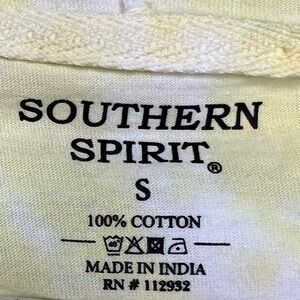 SOUTHERN
SPIRIT®
S
100% COTTON
MADE IN INDIA
RN # 112932